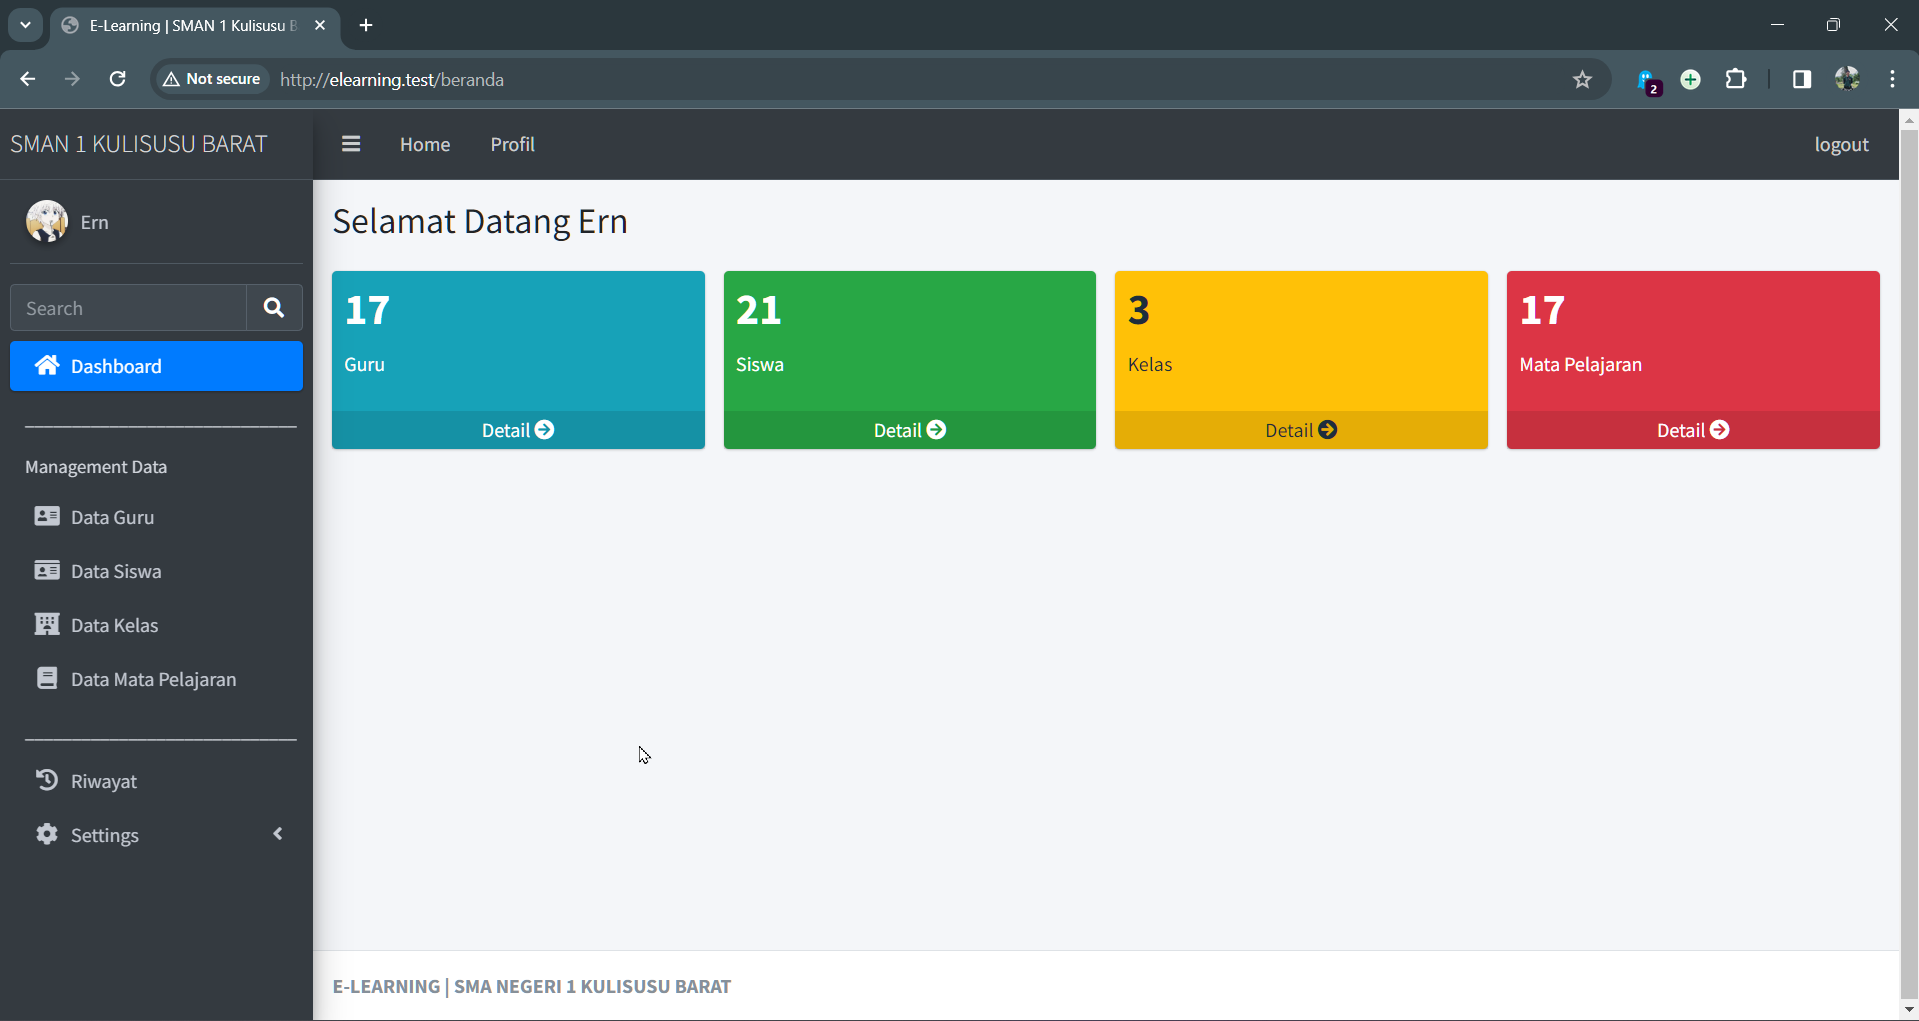 E-Learning | SMAN 1 Kulisusu B
Not secure
http://elearning.test/beranda
2
SMAN 1 KULISUSU BARAT
Home
Profil
logout
Ern
Search
Dashboard
Management Data
Data Guru
Data Siswa
Data Kelas
Data Mata Pelajaran
Riwayat
Settings
Selamat Datang Ern
17
Guru
Detail
21
Siswa
Detail
3
Kelas
Detail
17
Mata Pelajaran
Detail
E-LEARNING | SMA NEGERI 1 KULISUSU BARAT